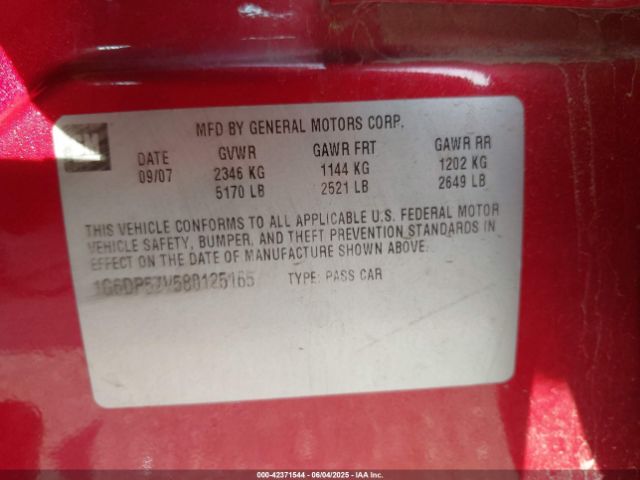 MFD BY GENERAL MOTORS CORP.
DATE GVWR GAWR FRT GAWR RR
09/07 2346 KG 1144 KG 1202 KG
5170 LB 2521 LB 2649 LB
THIS VEHICLE CONFORMS TO ALL APPLICABLE U.S. FEDERAL MOTOR
VEHICLE SAFETY, BUMPER, AND THEFT PREVENTION STANDARDS IN
EFFECT ON THE DATE OF MANUFACTURE SHOWN ABOVE.
TYPE: PASS CAR
000-42371544 | 06/04/2025 - IAA Inc.